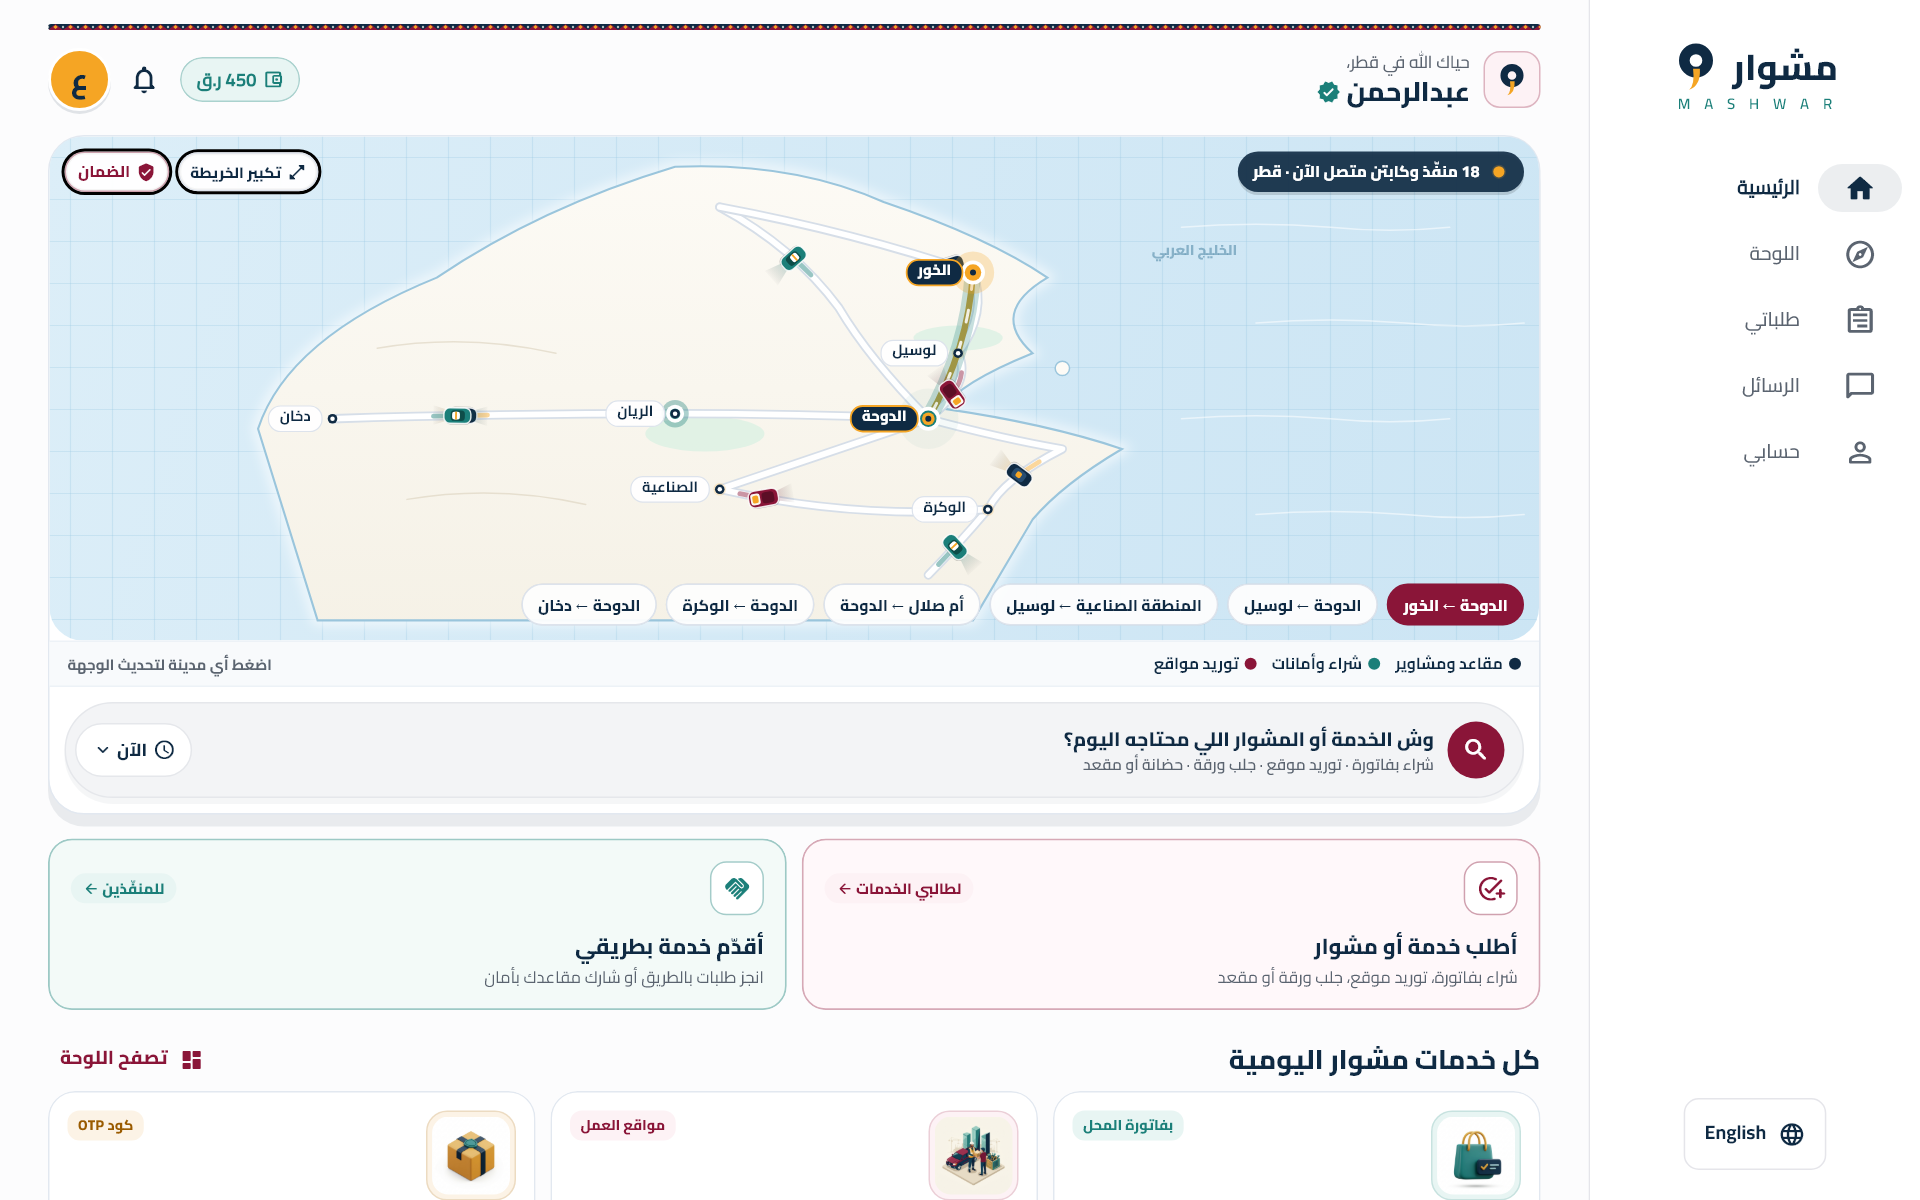 مشوار
MASHWAR
الرئيسية
اللوحة
طلباتي
الرسائل
حسابي
English
حياك الله في قطر،
عبدالرحمن
450 ر.ق
ع
18 منفّذ وكابتن متصل الآن · قطر
تكبير الخريطة
الضمان
الخليج العربي
الخور
لوسيل
الدوحة
الريان
دخان
الصناعية
الوكرة
الدوحة ← الخور
الدوحة ← لوسيل
المنطقة الصناعية ← لوسيل
أم صلال ← الدوحة
الدوحة ← الوكرة
الدوحة ← دخان
مقاعد ومشاوير
شراء وأمانات
توريد مواقع
اضغط أي مدينة لتحديث الوجهة
وش الخدمة أو المشوار اللي محتاجه اليوم؟
شراء بفاتورة · توريد موقع · جلب ورقة · حضانة أو مقعد
الآن
لطالبي الخدمات ←
أطلب خدمة أو مشوار
شراء بفاتورة، توريد موقع، جلب ورقة أو مقعد
للمنفّذين ←
أقدّم خدمة بطريقي
انجز طلبات بالطريق أو شارك مقاعدك بأمان
كل خدمات مشوار اليومية
تصفح اللوحة
بفاتورة المحل
مواقع العمل
كود OTP